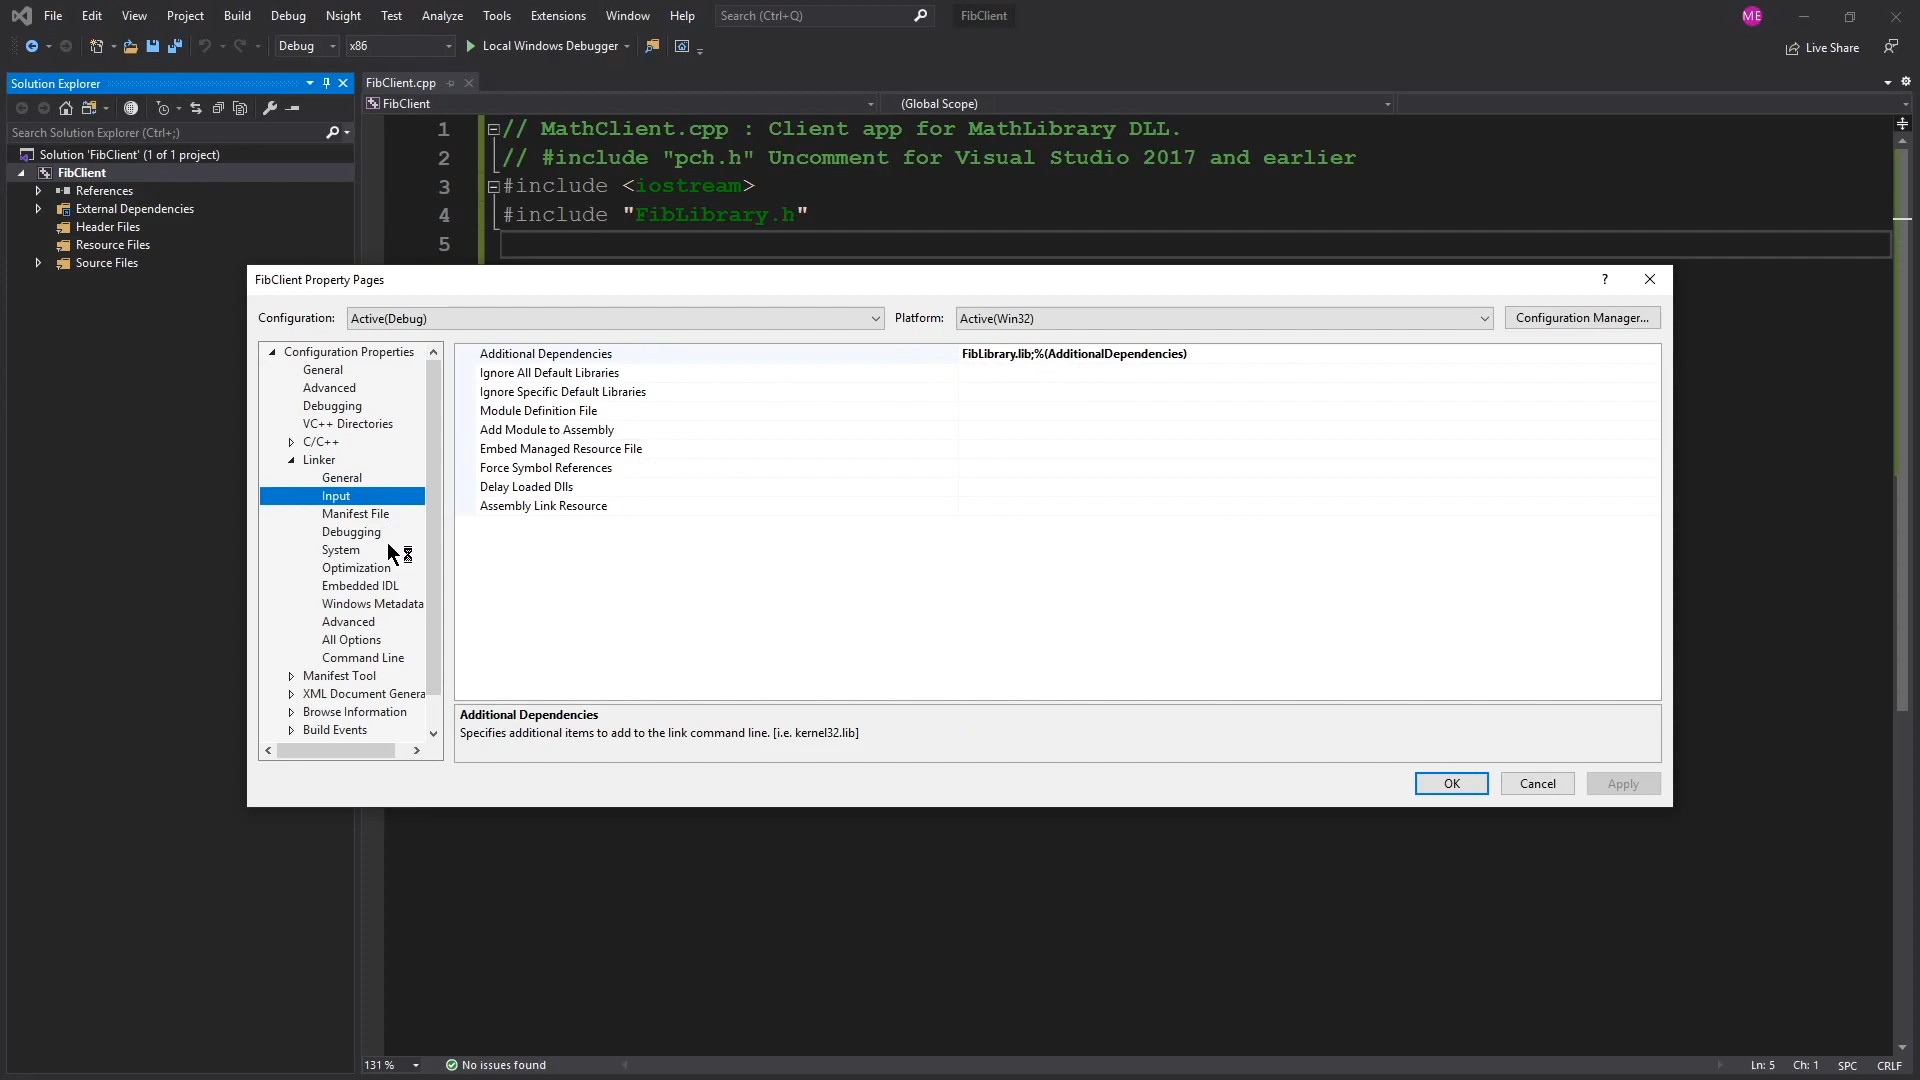 File Edit View Project Build Debug Nsight Test Analyze Tools Extensions Window Help Search (Ctrl+Q) FibClient ME
Debug x86 Local Windows Debugger Live Share
Solution Explorer
Search Solution Explorer (Ctrl+;)
Solution 'FibClient' (1 of 1 project)
FibClient
References
External Dependencies
Header Files
Resource Files
Source Files
FibClient.cpp
FibClient (Global Scope)
1 // MathClient.cpp : Client app for MathLibrary DLL.
2 // #include "pch.h" Uncomment for Visual Studio 2017 and earlier
3 #include <iostream>
4 #include "FibLibrary.h"
5
FibClient Property Pages ?
Configuration: Active(Debug) Platform: Active(Win32) Configuration Manager...
Configuration Properties
General
Advanced
Debugging
VC++ Directories
C/C++
Linker
General
Input
Manifest File
Debugging
System
Optimization
Embedded IDL
Windows Metadata
Advanced
All Options
Command Line
Manifest Tool
XML Document Genera
Browse Information
Build Events
Additional Dependencies FibLibrary.lib;%(AdditionalDependencies)
Ignore All Default Libraries
Ignore Specific Default Libraries
Module Definition File
Add Module to Assembly
Embed Managed Resource File
Force Symbol References
Delay Loaded Dlls
Assembly Link Resource
Additional Dependencies
Specifies additional items to add to the link command line. [i.e. kernel32.lib]
OK Cancel Apply
131 % No issues found Ln: 5 Ch: 1 SPC CRLF